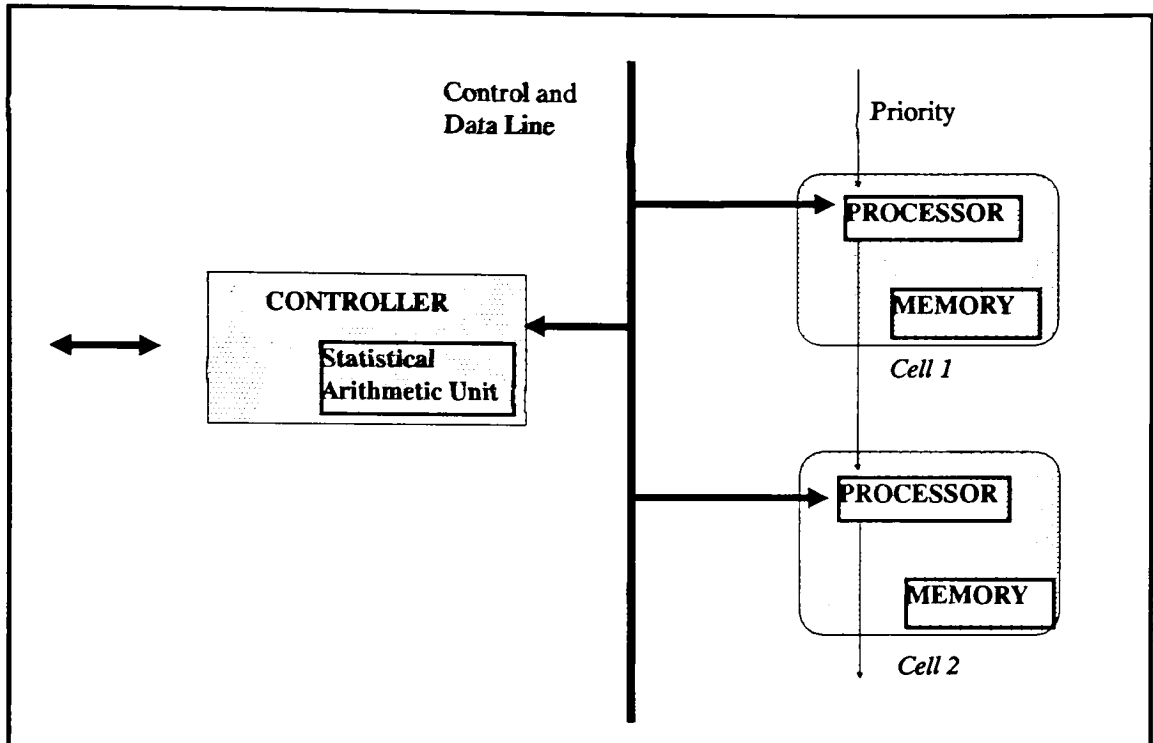 Control and
Data Line
Priority
PROCESSOR
MEMORY
Cell 1
CONTROLLER
Statistical
Arithmetic Unit
PROCESSOR
MEMORY
Cell 2